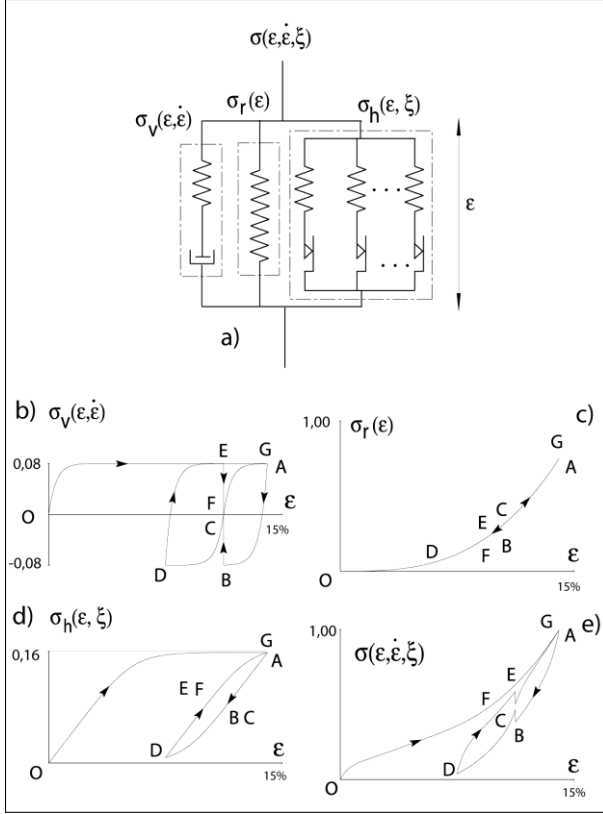 σ(ε,ε̇,ξ)
σᵥ(ε,ε̇)
σᵣ(ε)
σₕ(ε, ξ)
ε
a)
b) σᵥ(ε,ε̇)
0,08
O
-0,08
E
G
A
F
C
D
B
ε
15%
c)
1,00
σᵣ(ε)
G
A
C
E
D
F
B
O
ε
15%
d) σₕ(ε, ξ)
0,16
G
A
E F
B C
D
O
ε
15%
e)
1,00
σ(ε,ε̇,ξ)
G
A
E
F
C
B
D
O
ε
15%